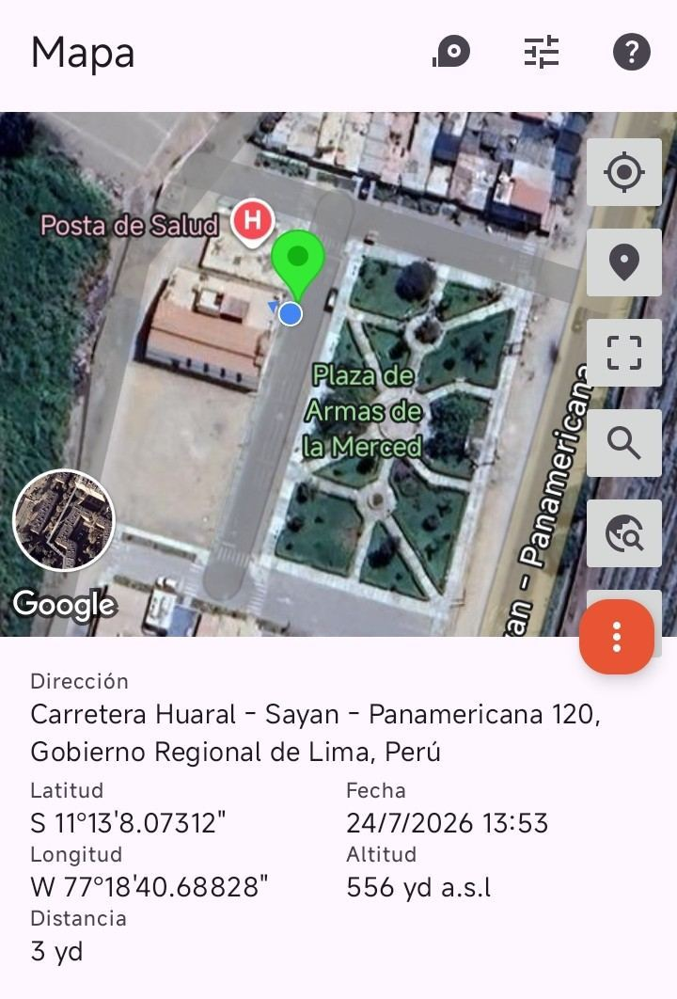 Mapa
Posta de Salud
H
Plaza de
Armas de
la Merced
an - Panamericana
Google
Dirección
Carretera Huaral - Sayan - Panamericana 120,
Gobierno Regional de Lima, Perú
Latitud
S 11°13'8.07312"
Fecha
24/7/2026 13:53
Longitud
W 77°18'40.68828"
Altitud
556 yd a.s.l
Distancia
3 yd